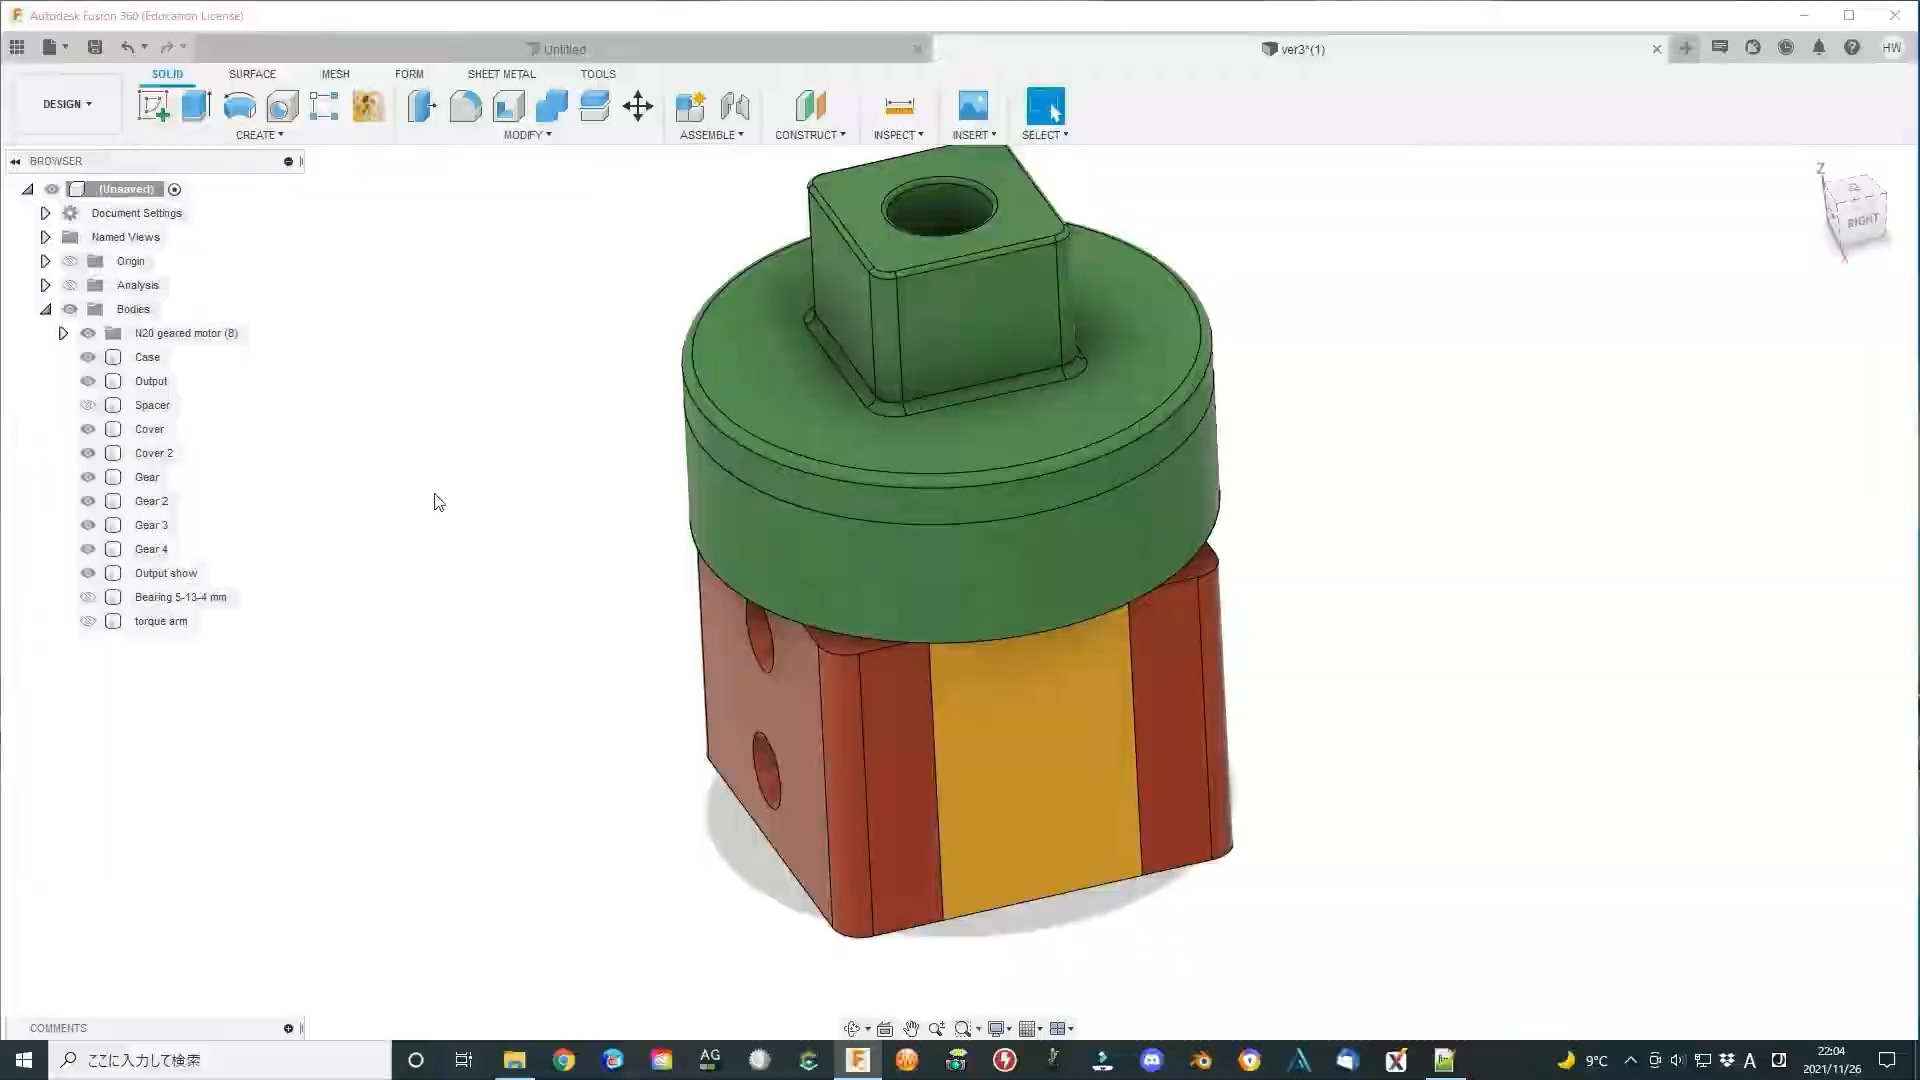 Autodesk Fusion 360 (Education License)
Untitled
ver3*(1)
HW
SOLID
SURFACE
MESH
FORM
SHEET METAL
TOOLS
DESIGN
CREATE
MODIFY
ASSEMBLE
CONSTRUCT
INSPECT
INSERT
SELECT
BROWSER
(Unsaved)
Document Settings
Named Views
Origin
Analysis
Bodies
N20 geared motor (8)
Case
Output
Spacer
Cover
Cover 2
Gear
Gear 2
Gear 3
Gear 4
Output show
Bearing 5-13-4 mm
torque arm
Z
RIGHT
COMMENTS
ここに入力して検索
AG
9°C
A
22:04
2021/11/26